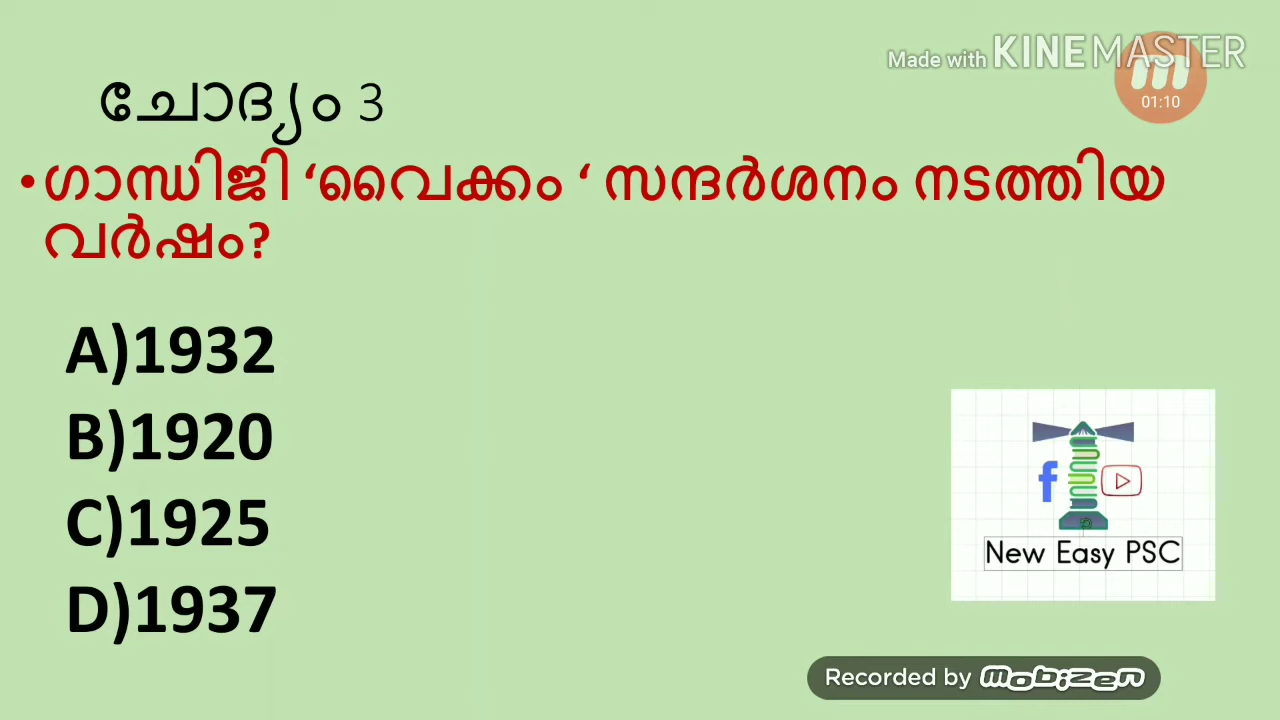 Made with KINEMASTER
01:10
ചോദ്യം 3
•ഗാന്ധിജി ‘വൈക്കം ‘ സന്ദർശനം നടത്തിയ
വർഷം?
A)1932
B)1920
C)1925
D)1937
New Easy PSC
Recorded by mobizen